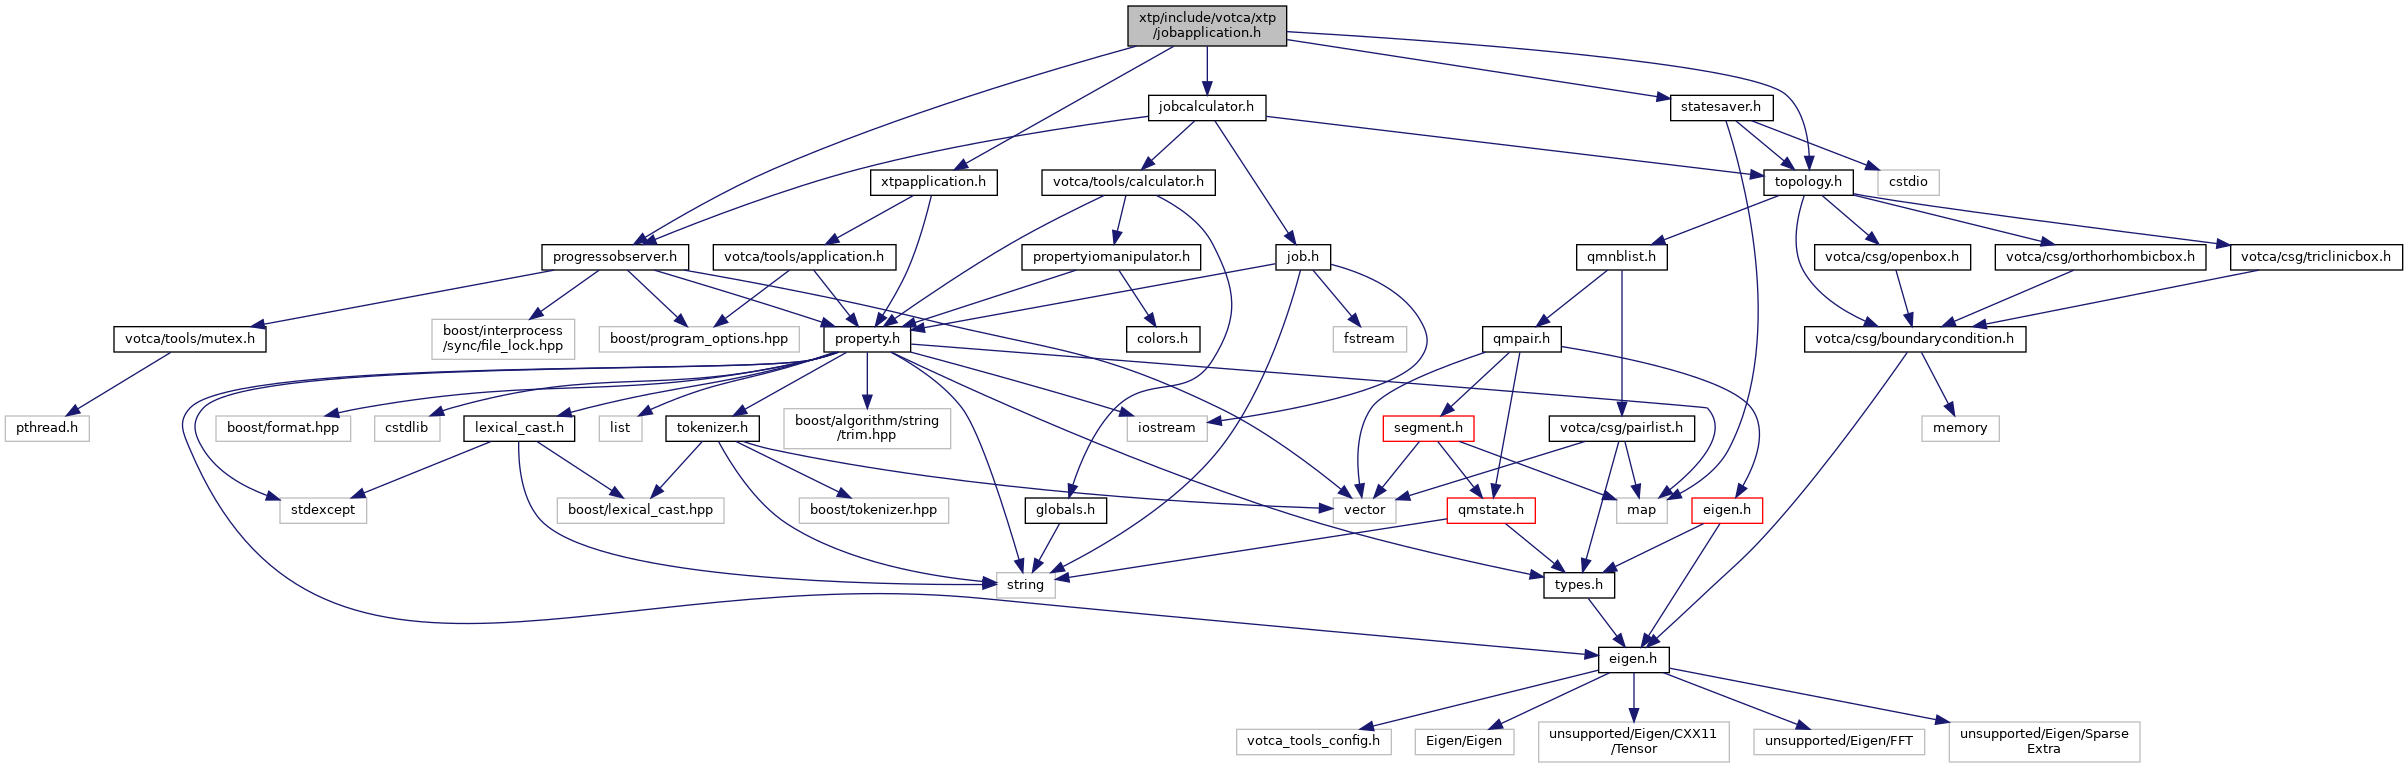 xtp/include/votca/xtp
/jobapplication.h
jobcalculator.h
statesaver.h
xtpapplication.h
votca/tools/calculator.h
topology.h
cstdio
progressobserver.h
votca/tools/application.h
propertyiomanipulator.h
job.h
qmnblist.h
votca/csg/openbox.h
votca/csg/orthorhombicbox.h
votca/csg/triclinicbox.h
votca/tools/mutex.h
boost/interprocess
/sync/file_lock.hpp
boost/program_options.hpp
property.h
colors.h
fstream
qmpair.h
votca/csg/boundarycondition.h
pthread.h
boost/format.hpp
cstdlib
lexical_cast.h
list
tokenizer.h
boost/algorithm/string
/trim.hpp
iostream
segment.h
votca/csg/pairlist.h
memory
stdexcept
boost/lexical_cast.hpp
boost/tokenizer.hpp
globals.h
vector
qmstate.h
map
eigen.h
string
types.h
eigen.h
votca_tools_config.h
Eigen/Eigen
unsupported/Eigen/CXX11
/Tensor
unsupported/Eigen/FFT
unsupported/Eigen/Sparse
Extra